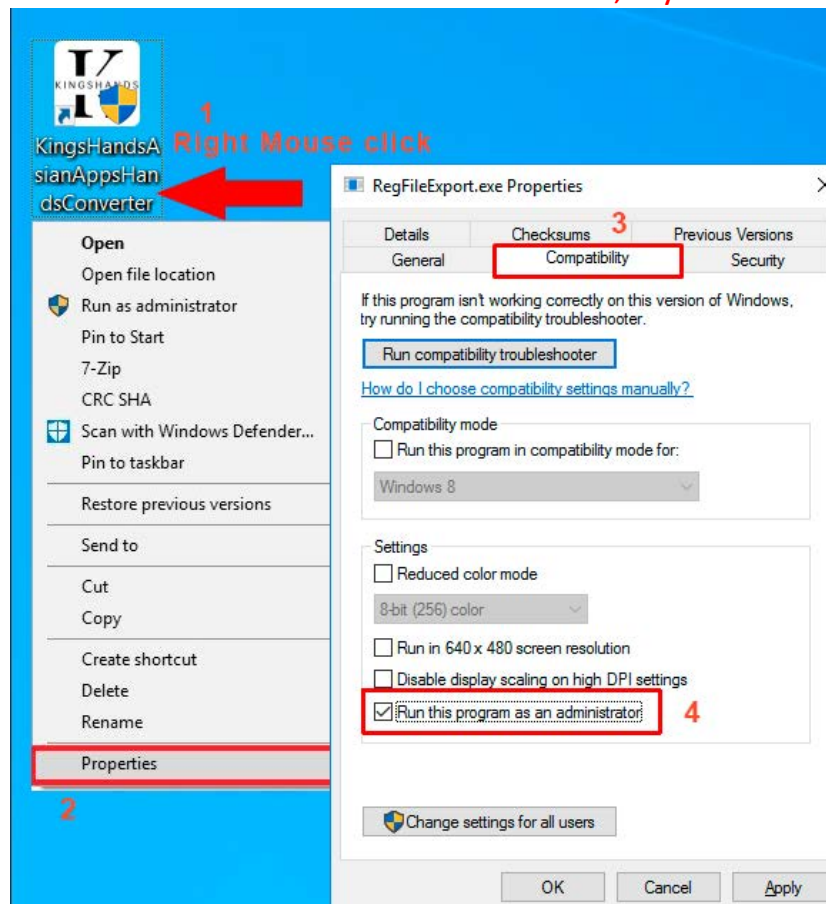 KINGSHANDS
1
Right Mouse click
KingsHandsA
sianAppsHan
dsConverter
Open
Open file location
Run as administrator
Pin to Start
7-Zip
CRC SHA
Scan with Windows Defender...
Pin to taskbar
Restore previous versions
Send to
Cut
Copy
Create shortcut
Delete
Rename
Properties
2
RegFileExport.exe Properties
3
Details Checksums Previous Versions
General Compatibility Security
If this program isn't working correctly on this version of Windows,
try running the compatibility troubleshooter.
Run compatibility troubleshooter
How do I choose compatibility settings manually?
Compatibility mode
Run this program in compatibility mode for:
Windows 8
Settings
Reduced color mode
8-bit (256) color
Run in 640 x 480 screen resolution
Disable display scaling on high DPI settings
Run this program as an administrator
4
Change settings for all users
OK Cancel Apply